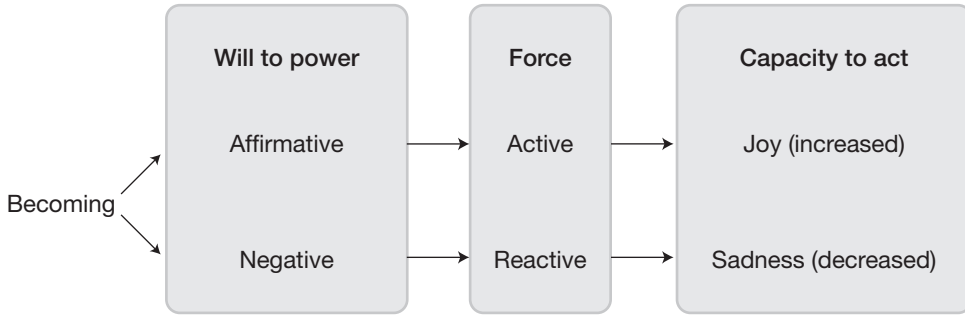 Will to power Force Capacity to act
Affirmative Active Joy (increased)
Becoming
Negative Reactive Sadness (decreased)